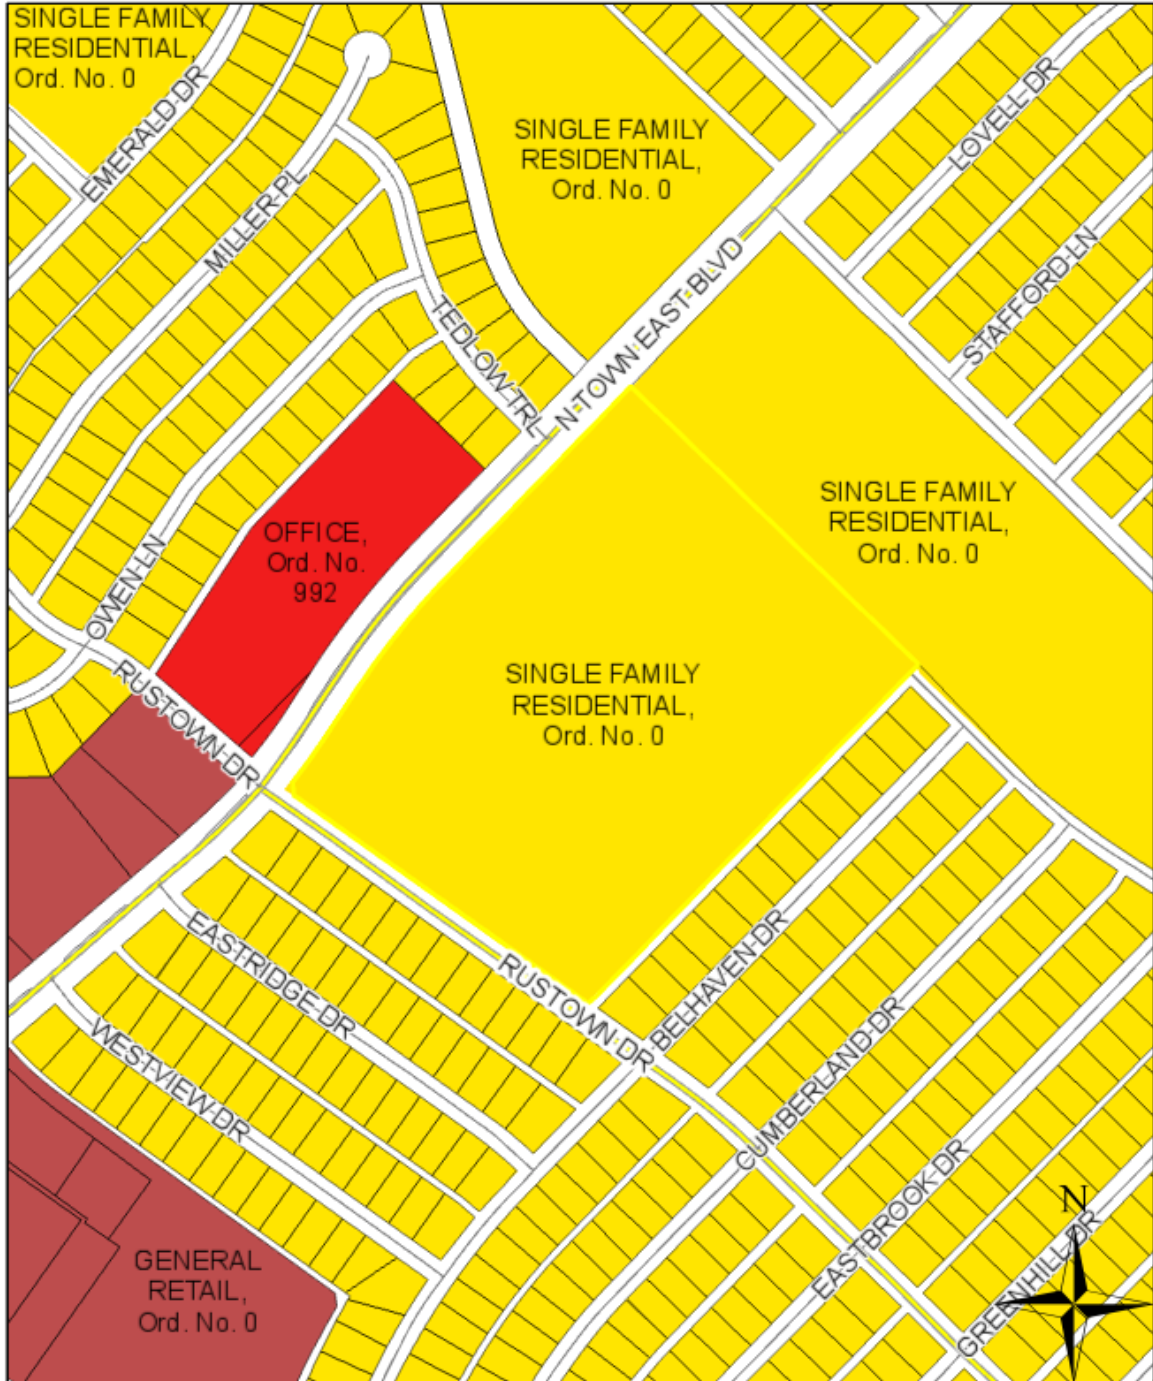 SINGLE FAMILY
RESIDENTIAL,
Ord. No. 0
EMERALD DR
MILLER PL
SINGLE FAMILY
RESIDENTIAL,
Ord. No. 0
LOVELL DR
STAFFORD LN
N TOWN EAST BLVD
TEDLOW TRL
OFFICE,
Ord. No.
992
OWEN LN
RUSTOWN DR
SINGLE FAMILY
RESIDENTIAL,
Ord. No. 0
SINGLE FAMILY
RESIDENTIAL,
Ord. No. 0
EASTRIDGE DR
WESTVIEW DR
RUSTOWN DR
BELHAVEN DR
CUMBERLAND DR
EASTBROOK DR
GREENHILL DR
N
GENERAL
RETAIL,
Ord. No. 0